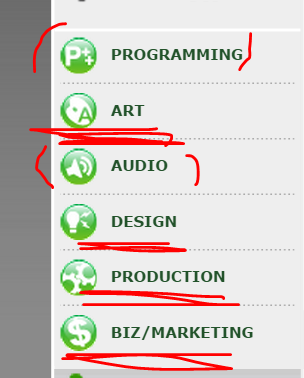 P++
PROGRAMMING
A
ART
AUDIO
DESIGN
PRODUCTION
$
BIZ/MARKETING